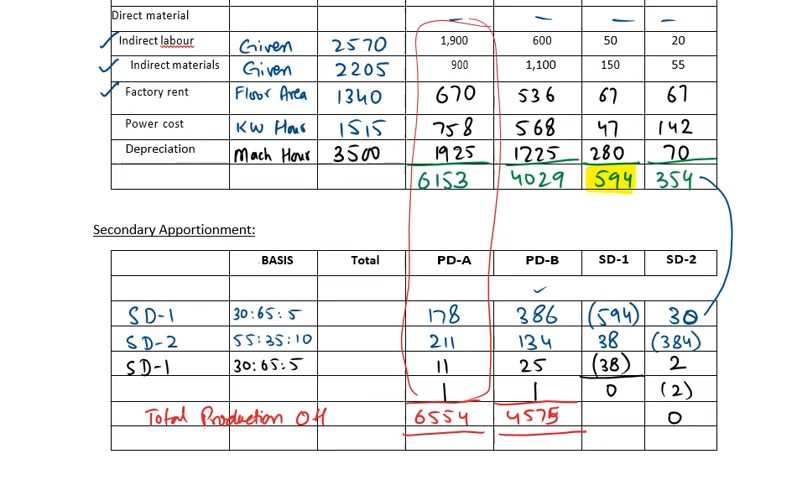 Direct material — — — —
Indirect labour Given 2570 1,900 600 50 20
Indirect materials Given 2205 900 1,100 150 55
Factory rent Floor Area 1340 670 536 67 67
Power cost KW Hour 1515 758 568 47 142
Depreciation Mach Hour 3500 1925 1225 280 70
6153 4029 594 354
Secondary Apportionment:
BASIS Total PD-A PD-B SD-1 SD-2
SD-1 30:65:5 178 386 (594) 30
SD-2 55:35:10 211 134 38 (384)
SD-1 30:65:5 11 25 (38) 2
1 1 0 (2)
Total Production OH 6554 4575 0